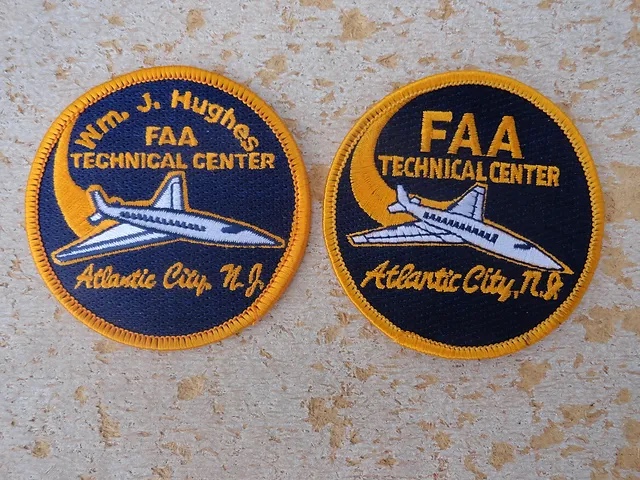 Wm. J. Hughes
FAA
TECHNICAL CENTER
Atlantic City, N.J.
FAA
TECHNICAL CENTER
Atlantic City, N.J.